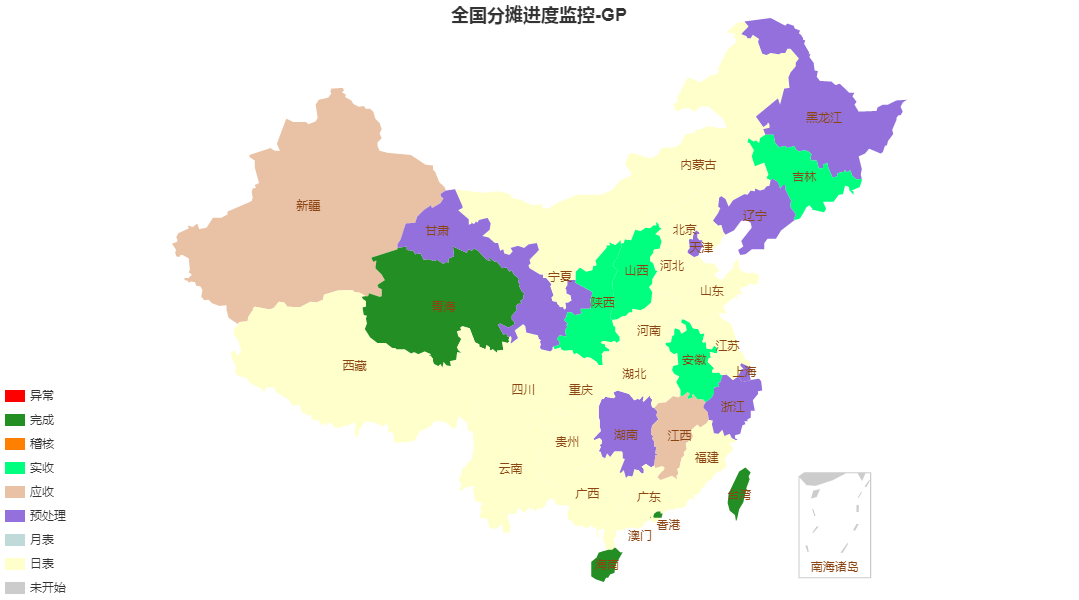 全国分摊进度监控-GP
黑龙江
内蒙古
吉林
新疆
辽宁
甘肃
北京
天津
河北
山西
宁夏
山东
陕西
青海
河南
江苏
安徽
西藏
上海
湖北
四川
重庆
浙江
湖南
江西
贵州
福建
云南
广西
广东
台湾
香港
澳门
海南
南海诸岛
异常
完成
稽核
实收
应收
预处理
月表
日表
未开始